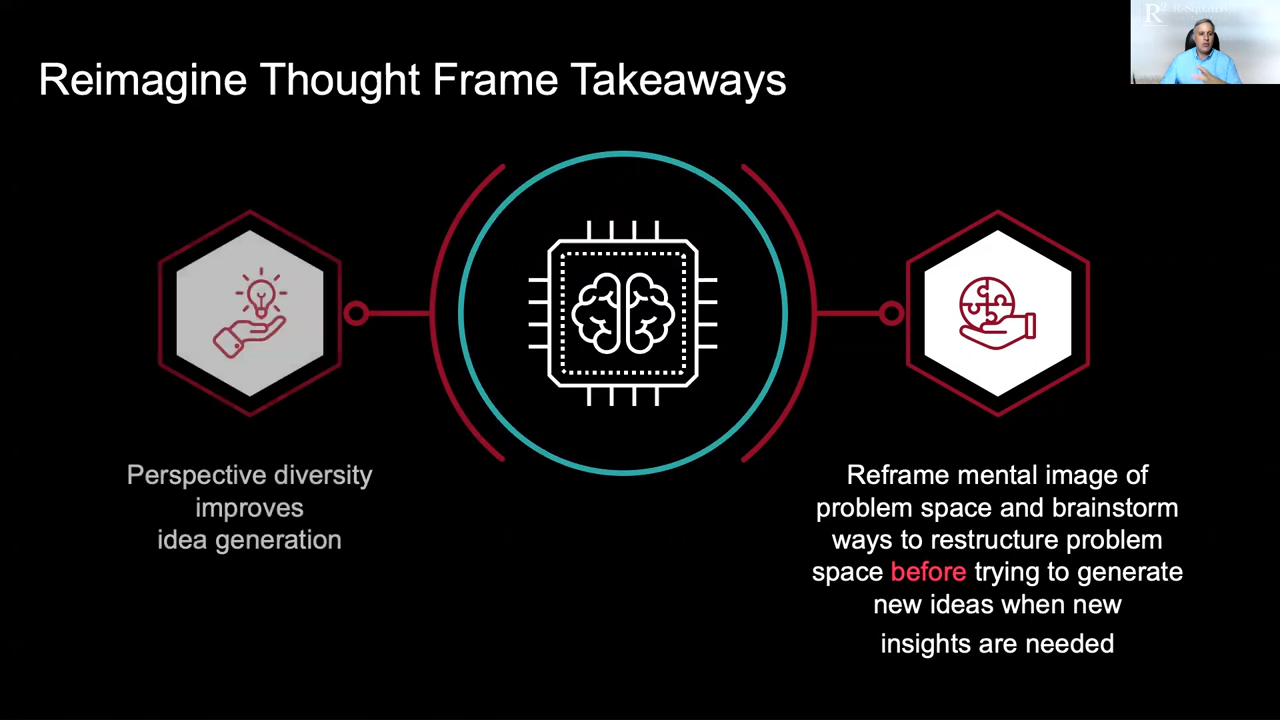 Reimagine Thought Frame Takeaways
R²
Perspective diversity
improves
idea generation
Reframe mental image of
problem space and brainstorm
ways to restructure problem
space before trying to generate
new ideas when new
insights are needed